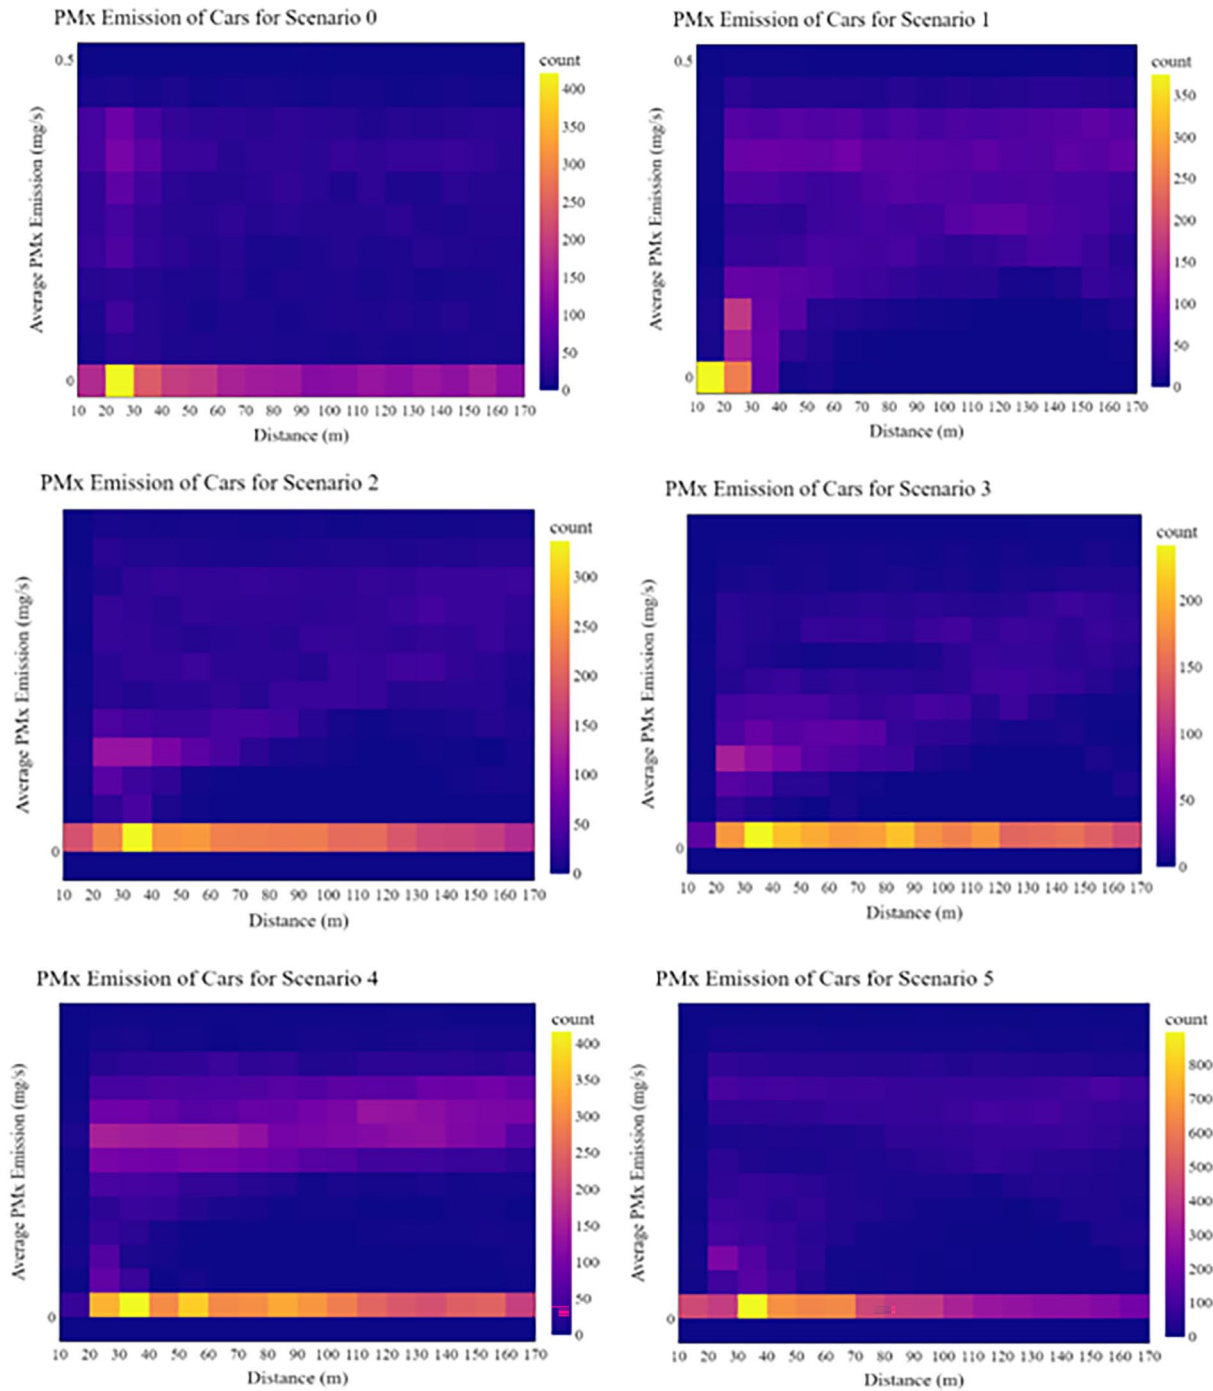 PMx Emission of Cars for Scenario 0
count
0.5
400
350
300
250
200
150
100
50
0
Average PMx Emission (mg/s)
0
10 20 30 40 50 60 70 80 90 100 110 120 130 140 150 160 170
Distance (m)
PMx Emission of Cars for Scenario 1
count
0.5
350
300
250
200
150
100
50
0
Average PMx Emission (mg/s)
0
10 20 30 40 50 60 70 80 90 100 110 120 130 140 150 160 170
Distance (m)
PMx Emission of Cars for Scenario 2
count
300
250
200
150
100
50
0
Average PMx Emission (mg/s)
0
10 20 30 40 50 60 70 80 90 100 110 120 130 140 150 160 170
Distance (m)
PMx Emission of Cars for Scenario 3
count
200
150
100
50
0
Average PMx Emission (mg/s)
0
10 20 30 40 50 60 70 80 90 100 110 120 130 140 150 160 170
Distance (m)
PMx Emission of Cars for Scenario 4
count
400
350
300
250
200
150
100
50
0
Average PMx Emission (mg/s)
0
10 20 30 40 50 60 70 80 90 100 110 120 130 140 150 160 170
Distance (m)
PMx Emission of Cars for Scenario 5
count
800
700
600
500
400
300
200
100
0
Average PMx Emission (mg/s)
0
10 20 30 40 50 60 70 80 90 100 110 120 130 140 150 160 170
Distance (m)